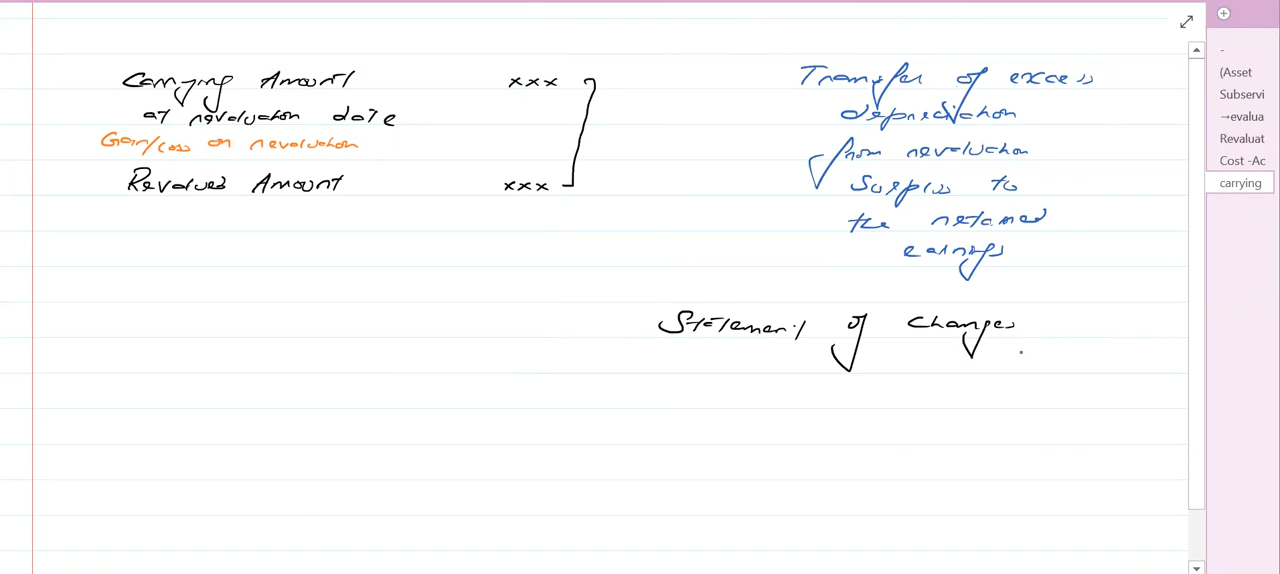 Carrying Amount xxx
at revaluation date
Gain/Loss on revaluation
Revalued Amount xxx
Transfer of excess
depreciation
from revaluation
Surplus to
the retained
earnings
Statement of changes
-
(Asset
Subservi
→evalua
Revaluat
Cost -Ac
carrying